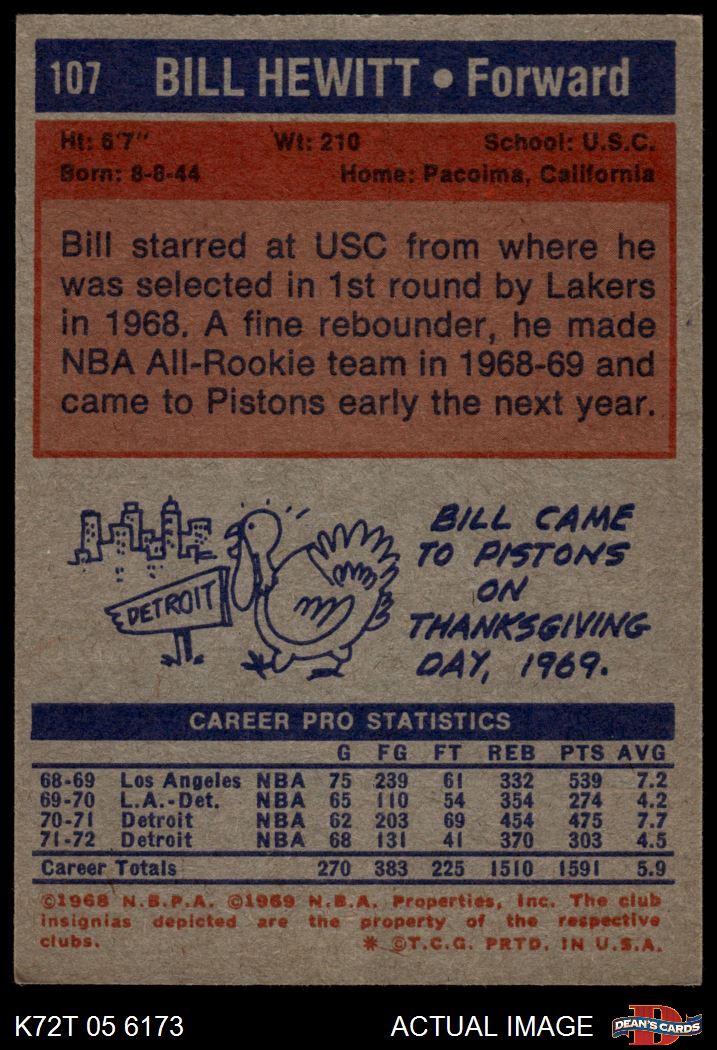 107 BILL HEWITT • Forward
Ht: 6'7" Wt: 210 School: U.S.C.
Born: 8-8-44 Home: Pacoima, California
Bill starred at USC from where he
was selected in 1st round by Lakers
in 1968. A fine rebounder, he made
NBA All-Rookie team in 1968-69 and
came to Pistons early the next year.
DETROIT
BILL CAME
TO PISTONS
ON
THANKSGIVING
DAY, 1969.
CAREER PRO STATISTICS
G FG FT REB PTS AVG
68-69 Los Angeles NBA 75 239 61 332 539 7.2
69-70 L.A.-Det. NBA 65 110 54 354 274 4.2
70-71 Detroit NBA 62 203 69 454 475 7.7
71-72 Detroit NBA 68 131 41 370 303 4.5
Career Totals 270 383 225 1510 1591 5.9
©1968 N.B.P.A. ©1969 N.B.A. Properties, Inc. The club
insignias depicted are the property of the respective
clubs. * ©T.C.G. PRTD. IN U.S.A.
K72T 05 6173 ACTUAL IMAGE D DEAN'S CARDS